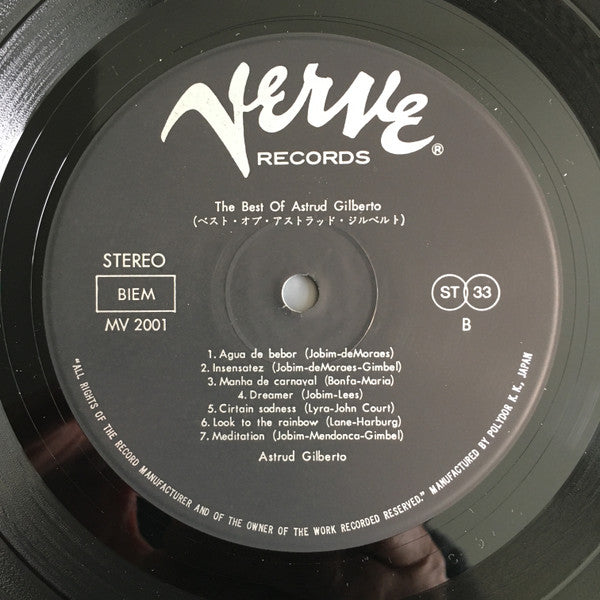 Verve®
RECORDS
The Best Of Astrud Gilberto
(ベスト・オブ・アストラッド・ジルベルト)
STEREO
BIEM
MV 2001
ST 33
B
1. Agua de bebor (Jobim-deMoraes)
2. Insensatez (Jobim-deMoraes-Gimbel)
3. Manha de carnaval (Bonfa-Maria)
4. Dreamer (Jobim-Lees)
5. Cirtain sadness (Lyra-John Court)
6. Look to the rainbow (Lane-Harburg)
7. Meditation (Jobim-Mendonca-Gimbel)
Astrud Gilberto
"ALL RIGHTS OF THE RECORD MANUFACTURER AND OF THE OWNER OF THE WORK RECORDED RESERVED." MANUFACTURED BY POLYDOR K. K., JAPAN